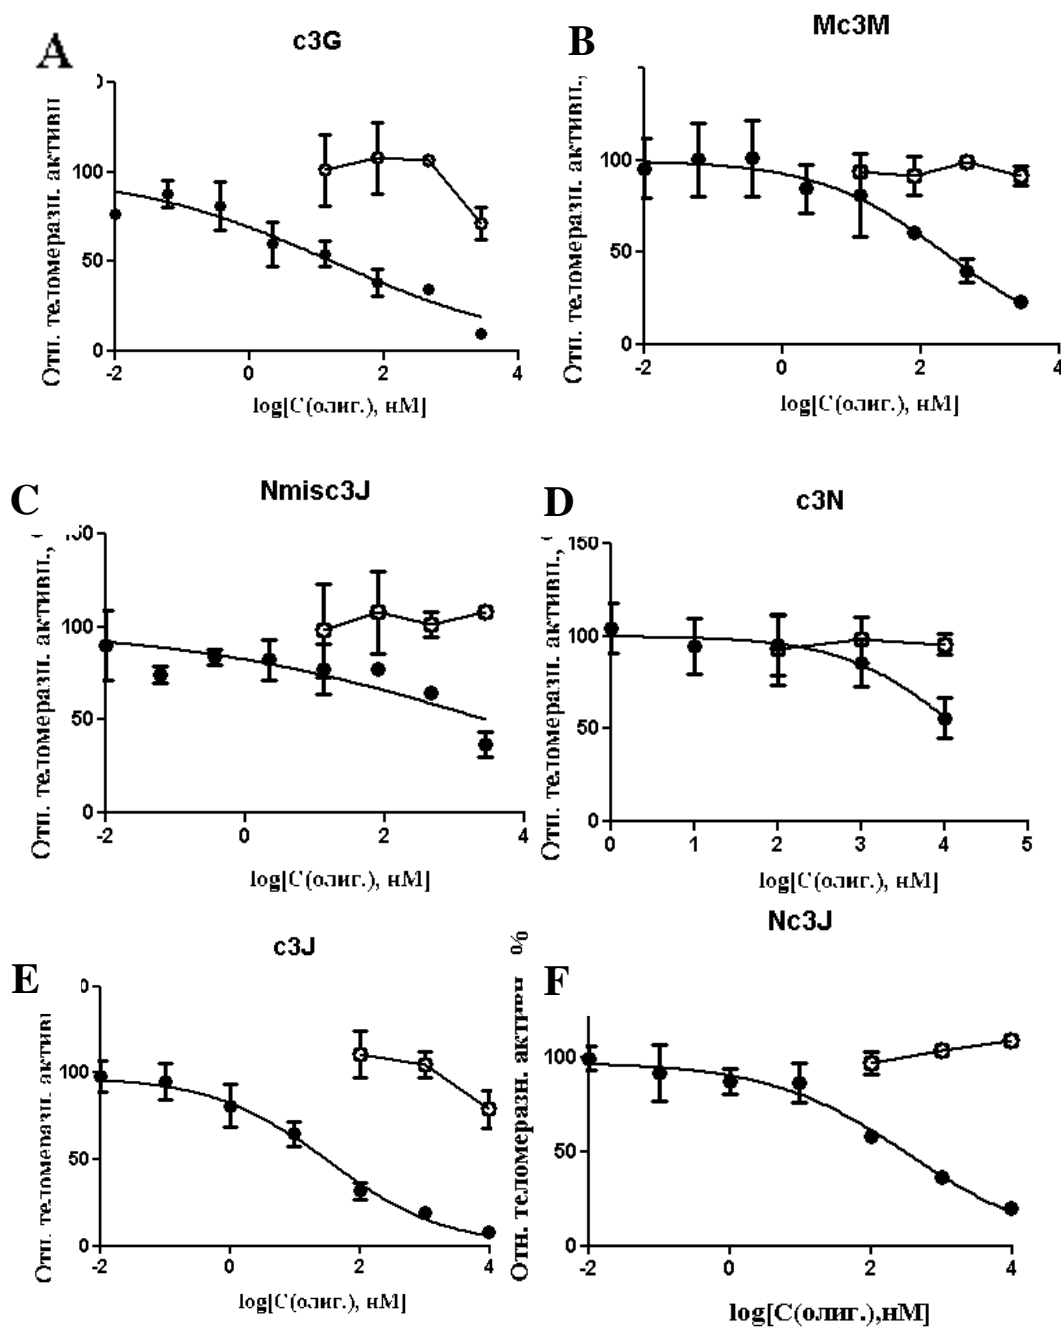 A
c3G
Отн. теломеразн. активн
0
100
50
0
-2
0
2
4
log[C(олиг.), нМ]
B
Mc3M
Отн. теломеразн. активн.,
100
50
0
-2
0
2
4
log[C(олиг.), нМ]
C
Nmisc3J
Отн. теломеразн. активн.,
50
100
50
0
-2
0
2
4
log[C(олиг.), нМ]
D
c3N
Отн. теломеразн. активн.,
150
100
50
0
0
1
2
3
4
5
log[C(олиг.), нМ]
E
c3J
Отн. теломеразн. активн
0
100
50
0
-2
0
2
4
log[C(олиг.), нМ]
F
Nc3J
Отн. теломеразн. активн %
100
50
0
-2
0
2
4
log[C(олиг.),нМ]